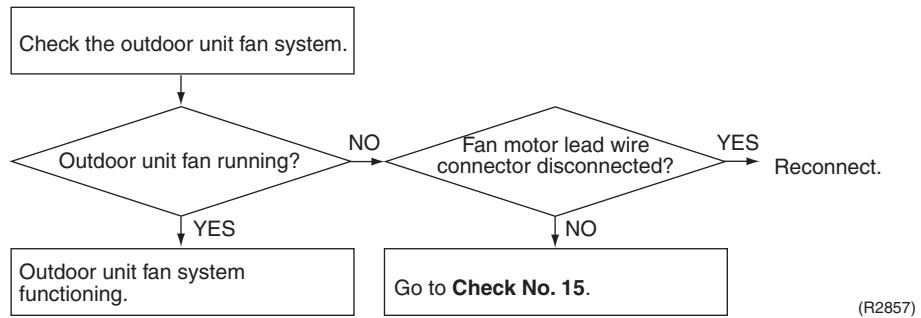 Check the outdoor unit fan system.
Outdoor unit fan running?
NO
Fan motor lead wire
connector disconnected?
YES
Reconnect.
YES
NO
Outdoor unit fan system
functioning.
Go to Check No. 15.
(R2857)